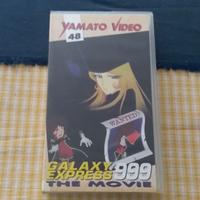 YAMATO VIDEO
48
WANTED
GALAXY
EXPRESS 999
THE MOVIE